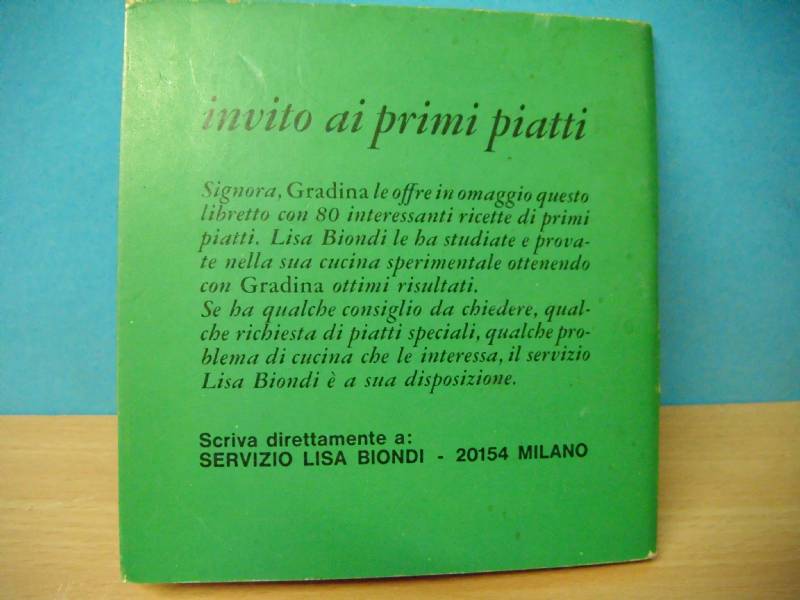 invito ai primi piatti
Signora, Gradina le offre in omaggio questo
libretto con 80 interessanti ricette di primi
piatti. Lisa Biondi le ha studiate e prova-
te nella sua cucina sperimentale ottenendo
con Gradina ottimi risultati.
Se ha qualche consiglio da chiedere, qual-
che richiesta di piatti speciali, qualche pro-
blema di cucina che le interessa, il servizio
Lisa Biondi è a sua disposizione.
Scriva direttamente a:
SERVIZIO LISA BIONDI - 20154 MILANO